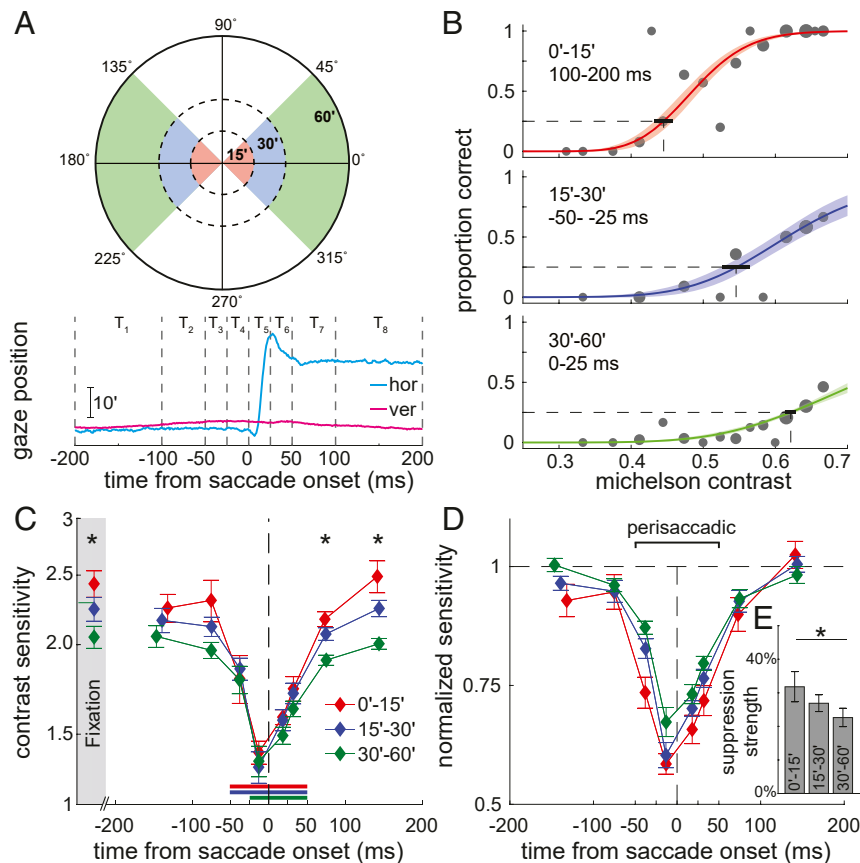 A
90°
135°
45°
60'
30'
15'
180°
0°
225°
315°
270°
T1
T2
T3
T4
T5
T6
T7
T8
gaze position
10'
hor
ver
-200
-100
-50
0
50
100
200
time from saccade onset (ms)
B
0'-15'
100-200 ms
1
0.5
0
15'-30'
-50- -25 ms
1
0.5
0
30'-60'
0-25 ms
1
0.5
0
proportion correct
0.3
0.4
0.5
0.6
0.7
michelson contrast
C
3
2.5
2.0
1.5
1
contrast sensitivity
*
*
*
Fixation
0'-15'
15'-30'
30'-60'
-100
-50
0
50
100
150
200
time from saccade onset (ms)
D
perisaccadic
1
0.75
0.5
normalized sensitivity
-200
-150
-100
-50
0
50
100
150
200
time from saccade onset (ms)
E
*
40%
0%
suppression
strength
0'-15'
15'-30'
30'-60'